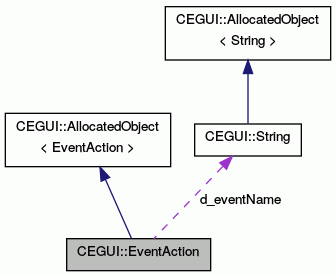 CEGUI::AllocatedObject
< String >
CEGUI::AllocatedObject
< EventAction >
CEGUI::String
d_eventName
CEGUI::EventAction